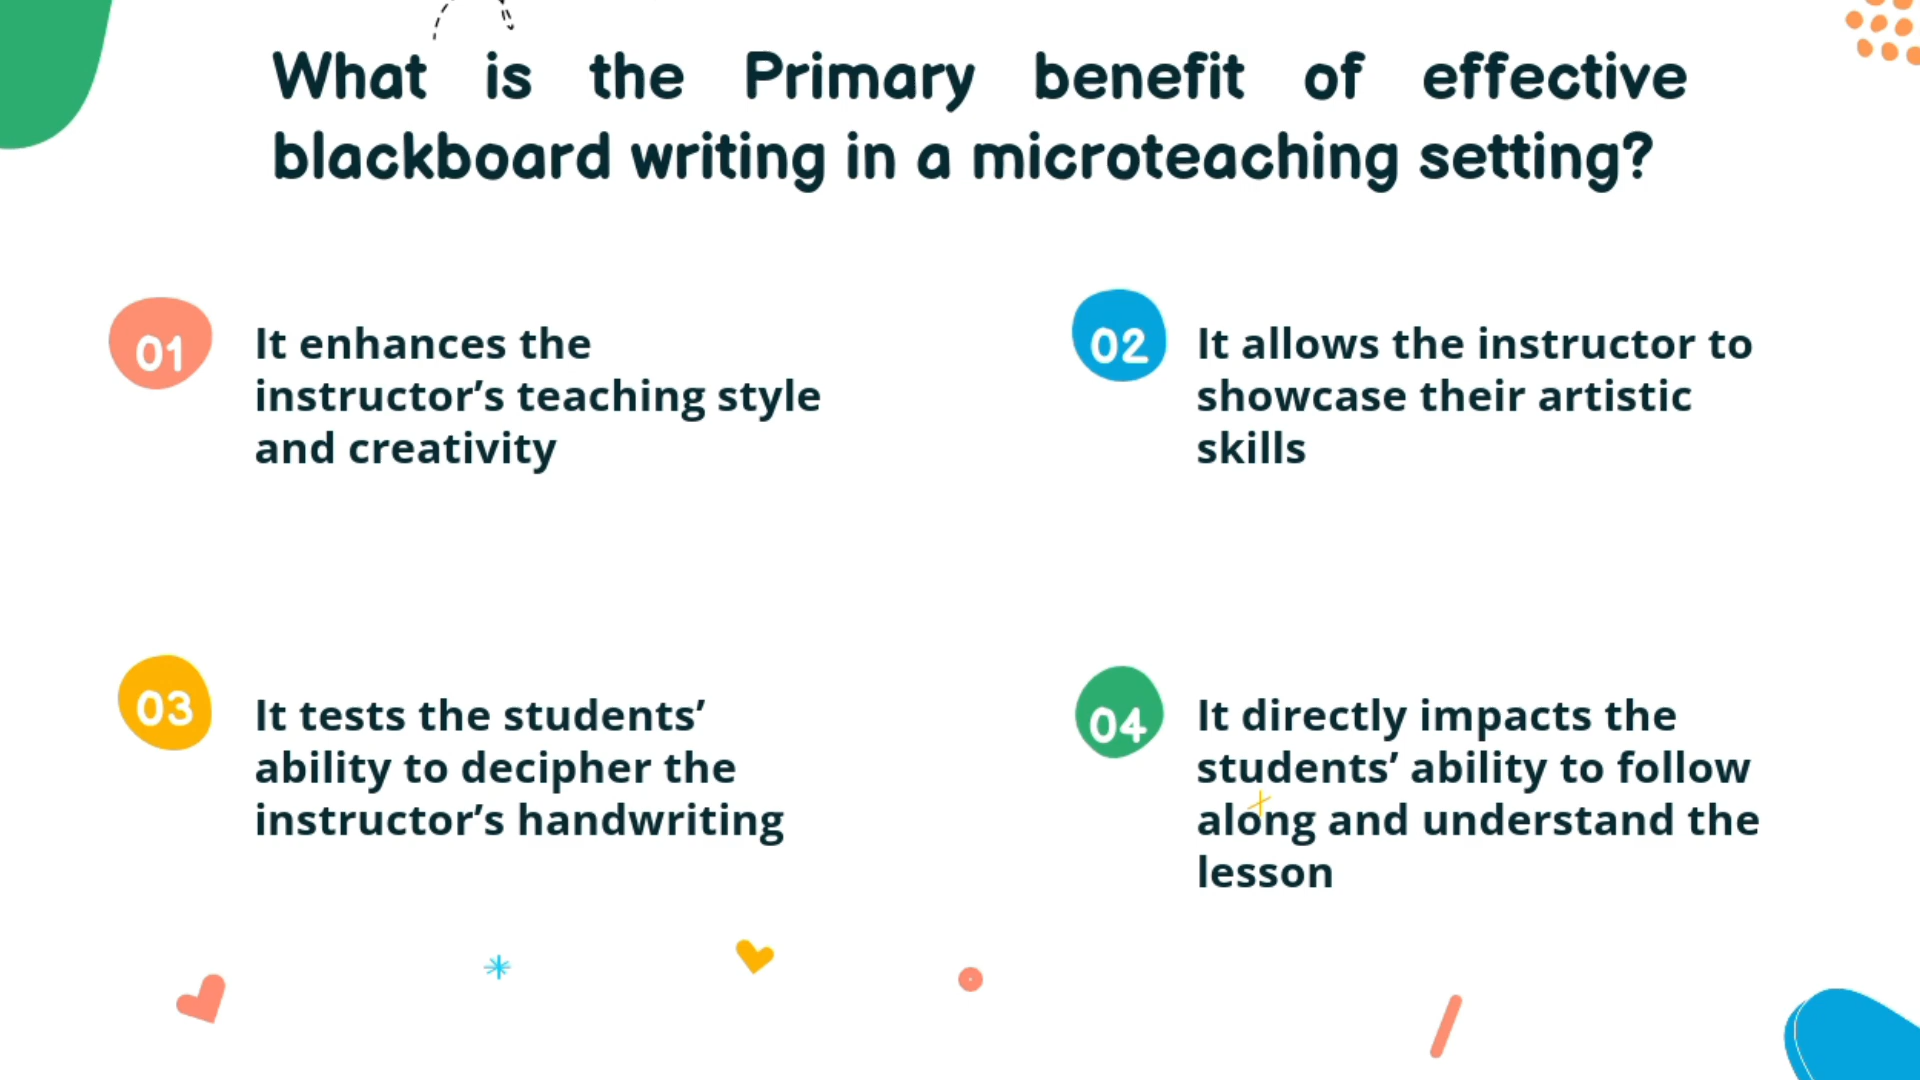 What is the Primary benefit of effective
blackboard writing in a microteaching setting?
01
It enhances the
instructor’s teaching style
and creativity
02
It allows the instructor to
showcase their artistic
skills
03
It tests the students’
ability to decipher the
instructor’s handwriting
04
It directly impacts the
students’ ability to follow
along and understand the
lesson